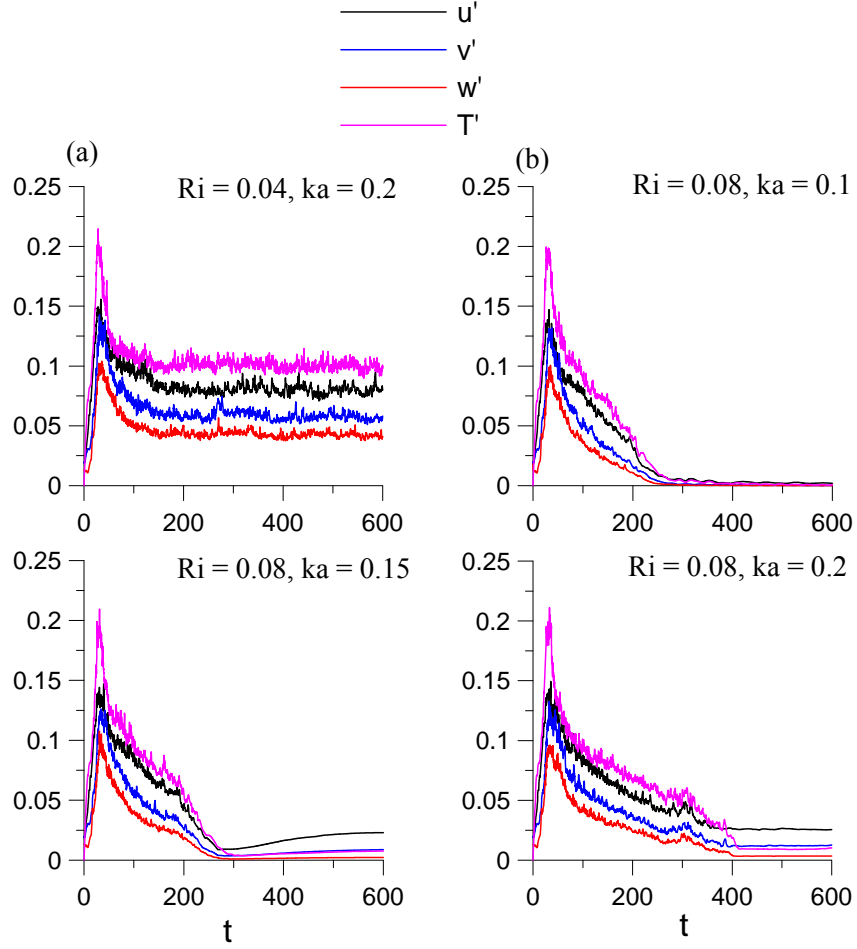 u'
v'
w'
T'
(a)
(b)
Ri = 0.04, ka = 0.2
Ri = 0.08, ka = 0.1
0.25
0.2
0.15
0.1
0.05
0
0 200 400 600
0.25
0.2
0.15
0.1
0.05
0
0 200 400 600
Ri = 0.08, ka = 0.15
Ri = 0.08, ka = 0.2
0.25
0.2
0.15
0.1
0.05
0
0 200 400 600
t
0.25
0.2
0.15
0.1
0.05
0
0 200 400 600
t